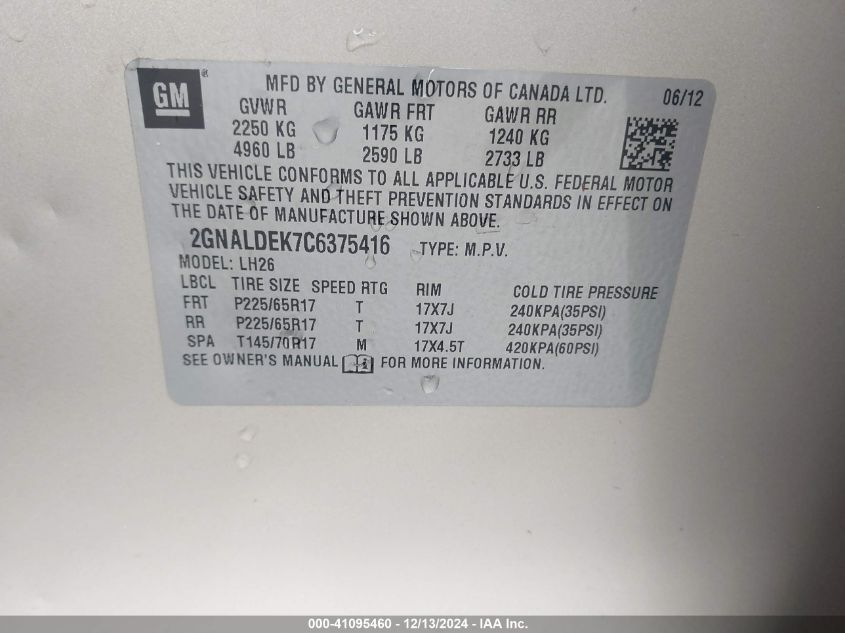 GM ® MFD BY GENERAL MOTORS OF CANADA LTD. 06/12
GVWR GAWR FRT GAWR RR
2250 KG 1175 KG 1240 KG
4960 LB 2590 LB 2733 LB
THIS VEHICLE CONFORMS TO ALL APPLICABLE U.S. FEDERAL MOTOR
VEHICLE SAFETY AND THEFT PREVENTION STANDARDS IN EFFECT ON
THE DATE OF MANUFACTURE SHOWN ABOVE.
2GNALDEK7C6375416 TYPE: M.P.V.
MODEL: LH26
LBCL TIRE SIZE SPEED RTG RIM COLD TIRE PRESSURE
FRT P225/65R17 T 17X7J 240KPA(35PSI)
RR P225/65R17 T 17X7J 240KPA(35PSI)
SPA T145/70R17 M 17X4.5T 420KPA(60PSI)
SEE OWNER'S MANUAL FOR MORE INFORMATION.
000-41095460 - 12/13/2024 - IAA Inc.